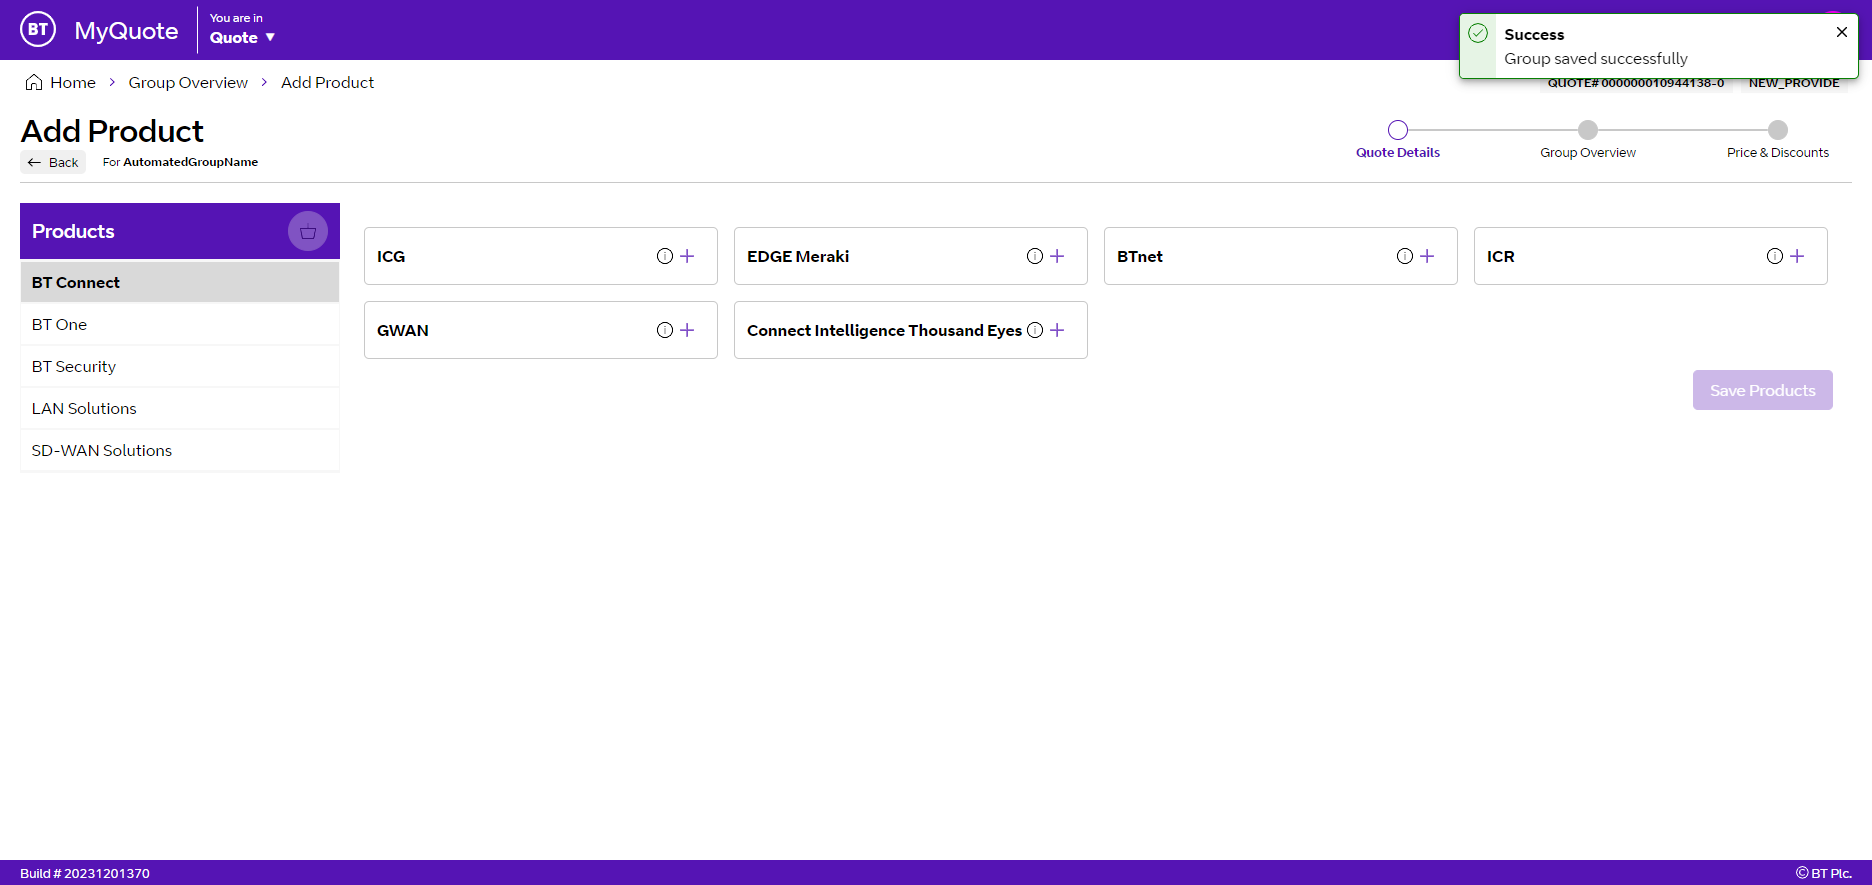 BT
MyQuote
You are in
Quote ▼
Success
Group saved successfully
Home > Group Overview > Add Product
QUOTE# 000000010944138-0 NEW_PROVIDE
Add Product
← Back For AutomatedGroupName
Quote Details Group Overview Price & Discounts
Products
BT Connect
BT One
BT Security
LAN Solutions
SD-WAN Solutions
ICG EDGE Meraki BTnet ICR
GWAN Connect Intelligence Thousand Eyes
Save Products
Build # 20231201370
© BT Plc.